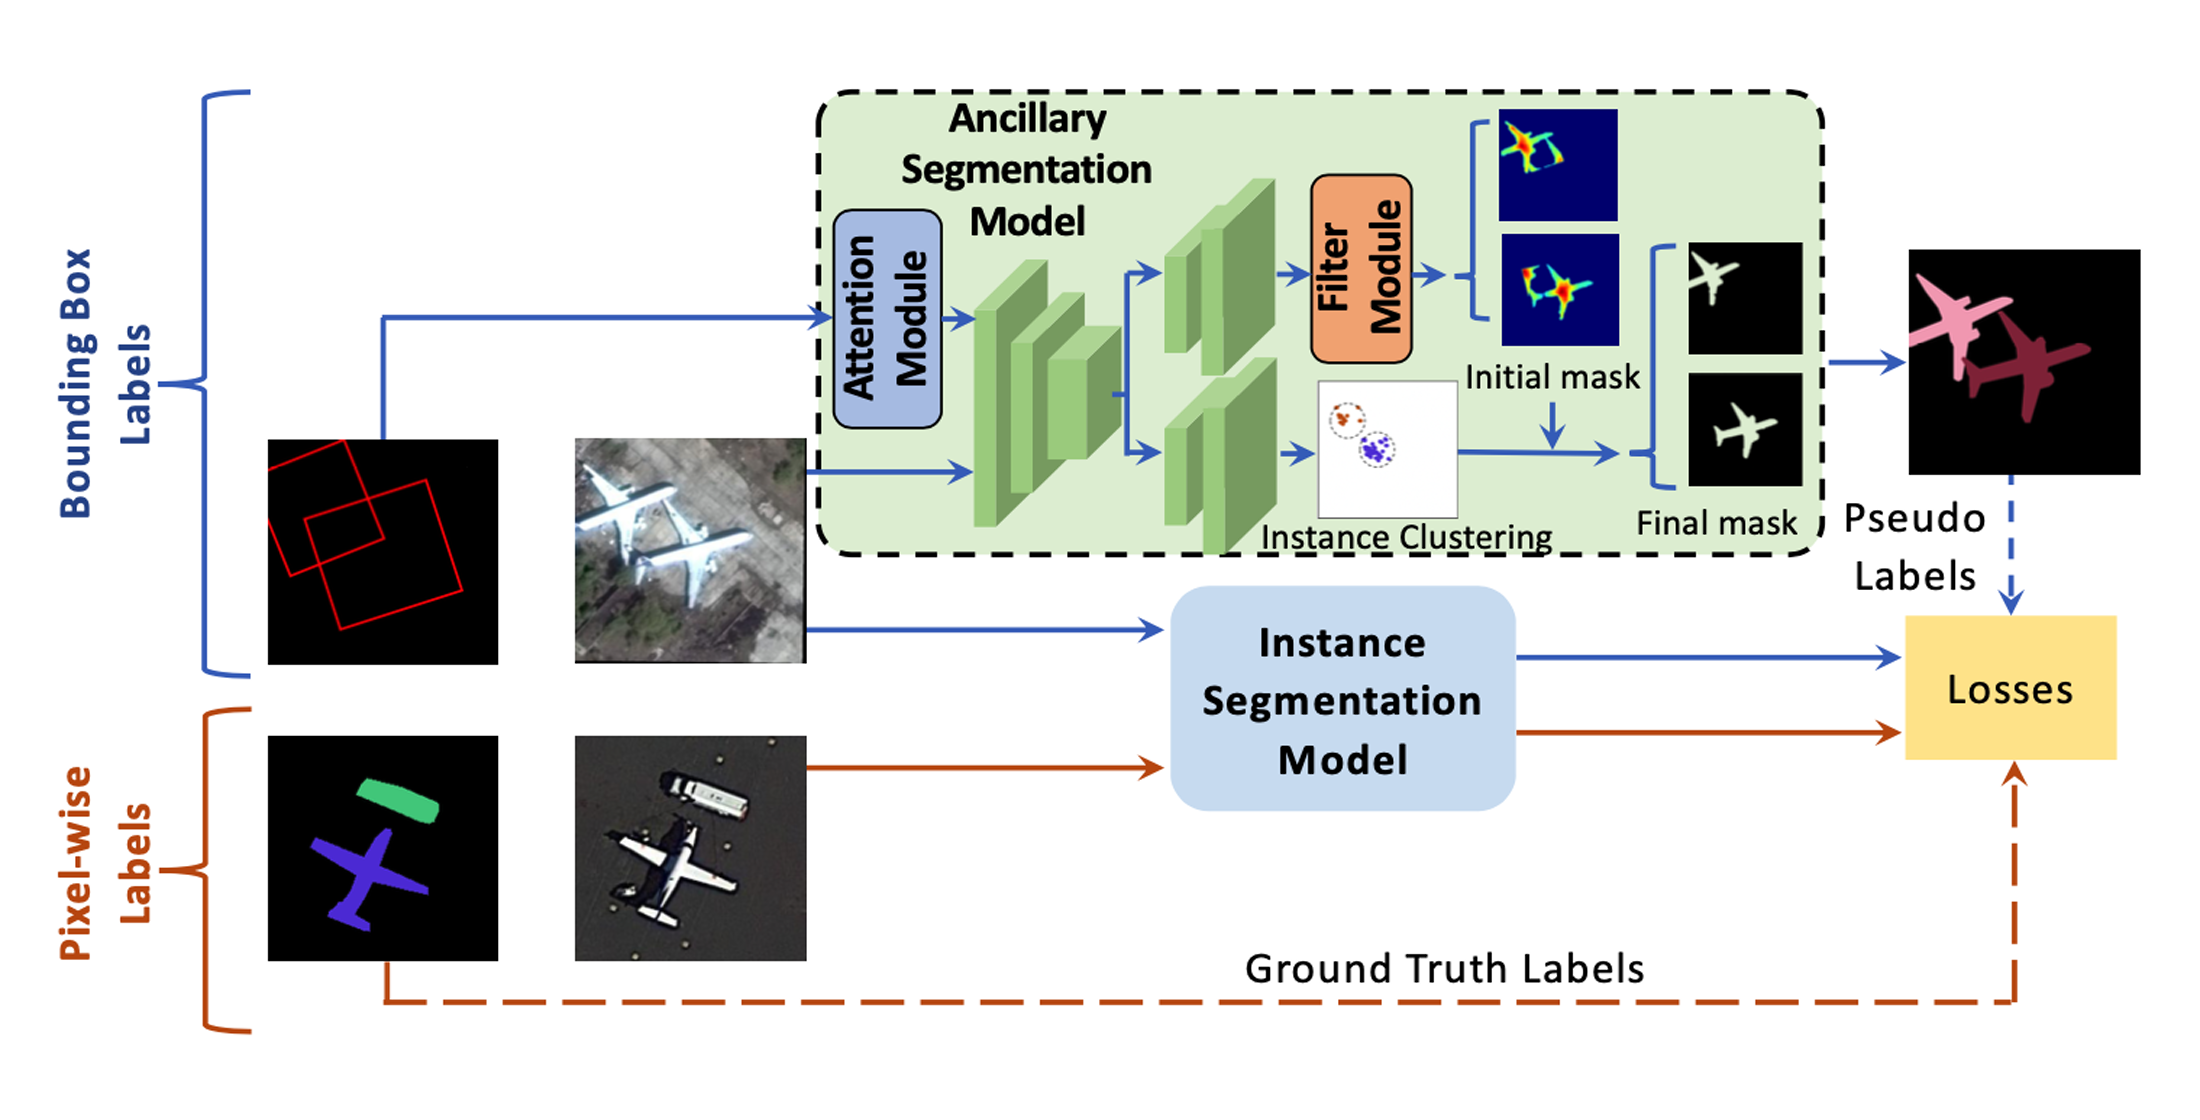 Bounding Box
Labels
Pixel-wise
Labels
Ancillary
Segmentation
Model
Attention
Module
Filter
Module
Initial mask
Instance Clustering
Final mask
Pseudo
Labels
Instance
Segmentation
Model
Losses
Ground Truth Labels